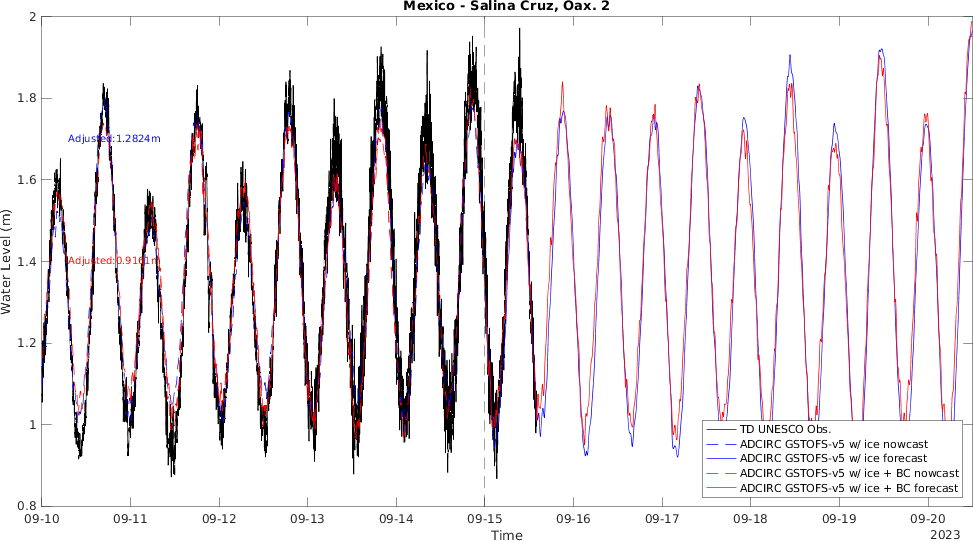 Mexico - Salina Cruz, Oax. 2
2
1.8
1.6
1.4
1.2
1
0.8
Water Level (m)
Adjusted:1.2824m
Adjusted:0.9161m
TD UNESCO Obs.
ADCIRC GSTOFS-v5 w/ ice nowcast
ADCIRC GSTOFS-v5 w/ ice forecast
ADCIRC GSTOFS-v5 w/ ice + BC nowcast
ADCIRC GSTOFS-v5 w/ ice + BC forecast
09-10 09-11 09-12 09-13 09-14 09-15 09-16 09-17 09-18 09-19 09-20
Time
2023